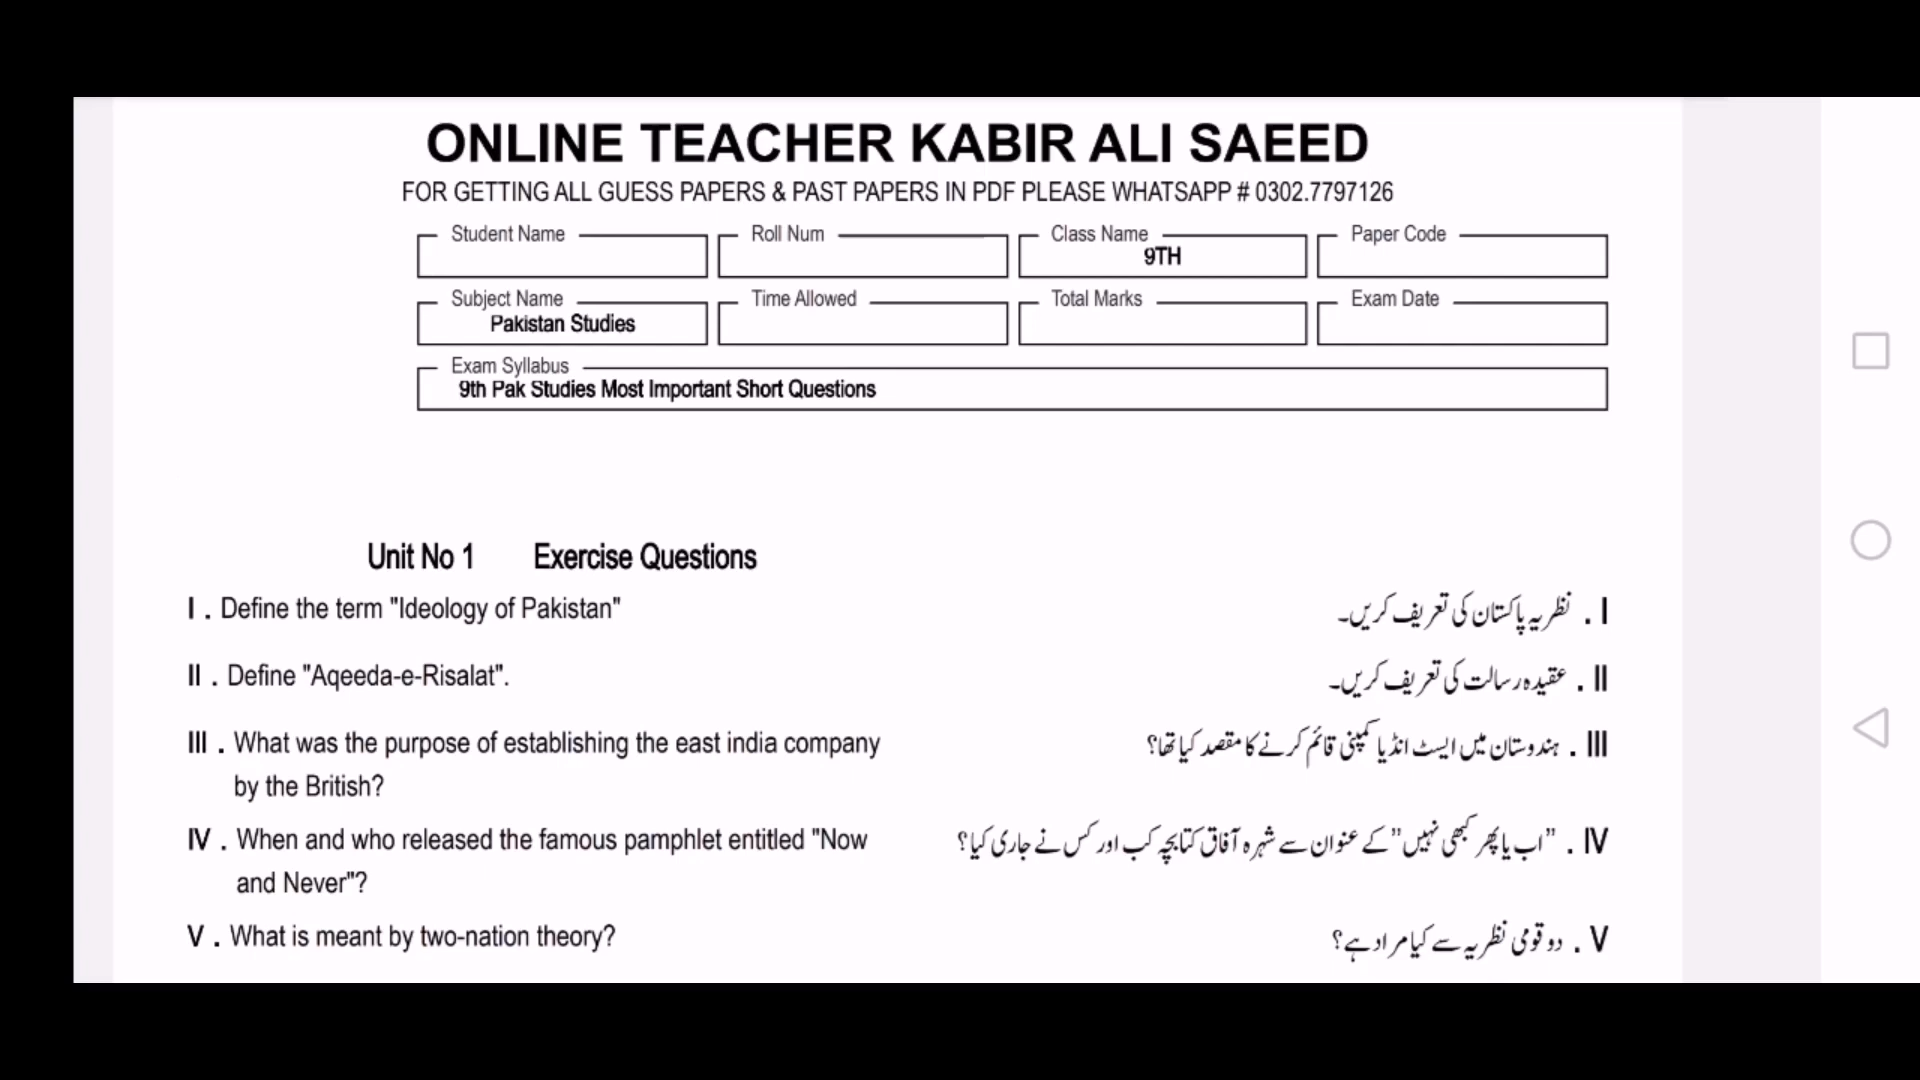 ONLINE TEACHER KABIR ALI SAEED
FOR GETTING ALL GUESS PAPERS & PAST PAPERS IN PDF PLEASE WHATSAPP # 0302.7797126
Student Name Roll Num Class Name Paper Code
9TH
Subject Name Time Allowed Total Marks Exam Date
Pakistan Studies
Exam Syllabus
9th Pak Studies Most Important Short Questions
Unit No 1 Exercise Questions
I . Define the term "Ideology of Pakistan"
I . نظریہ پاکستان کی تعریف کریں۔
II . Define "Aqeeda-e-Risalat".
II . عقیدہ رسالت کی تعریف کریں۔
III . What was the purpose of establishing the east india company
by the British?
III . ہندوستان میں ایسٹ انڈیا کمپنی قائم کرنے کا مقصد کیا تھا؟
IV . When and who released the famous pamphlet entitled "Now
and Never"?
IV . ”اب یا پھر کبھی نہیں” کے عنوان سے شہرہ آفاق کتابچہ کب اور کس نے جاری کیا؟
V . What is meant by two-nation theory?
V . دو قومی نظریہ سے کیا مراد ہے؟